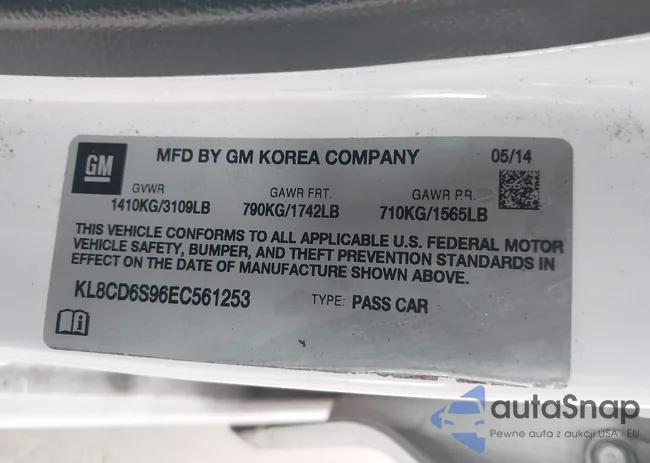 GM
MFD BY GM KOREA COMPANY 05/14
GVWR GAWR FRT. GAWR P.R.
1410KG/3109LB 790KG/1742LB 710KG/1565LB
THIS VEHICLE CONFORMS TO ALL APPLICABLE U.S. FEDERAL MOTOR
VEHICLE SAFETY, BUMPER, AND THEFT PREVENTION STANDARDS IN
EFFECT ON THE DATE OF MANUFACTURE SHOWN ABOVE.
KL8CD6S96EC561253 TYPE: PASS CAR
autaSnap
Pewne auta z aukcji USA i EU